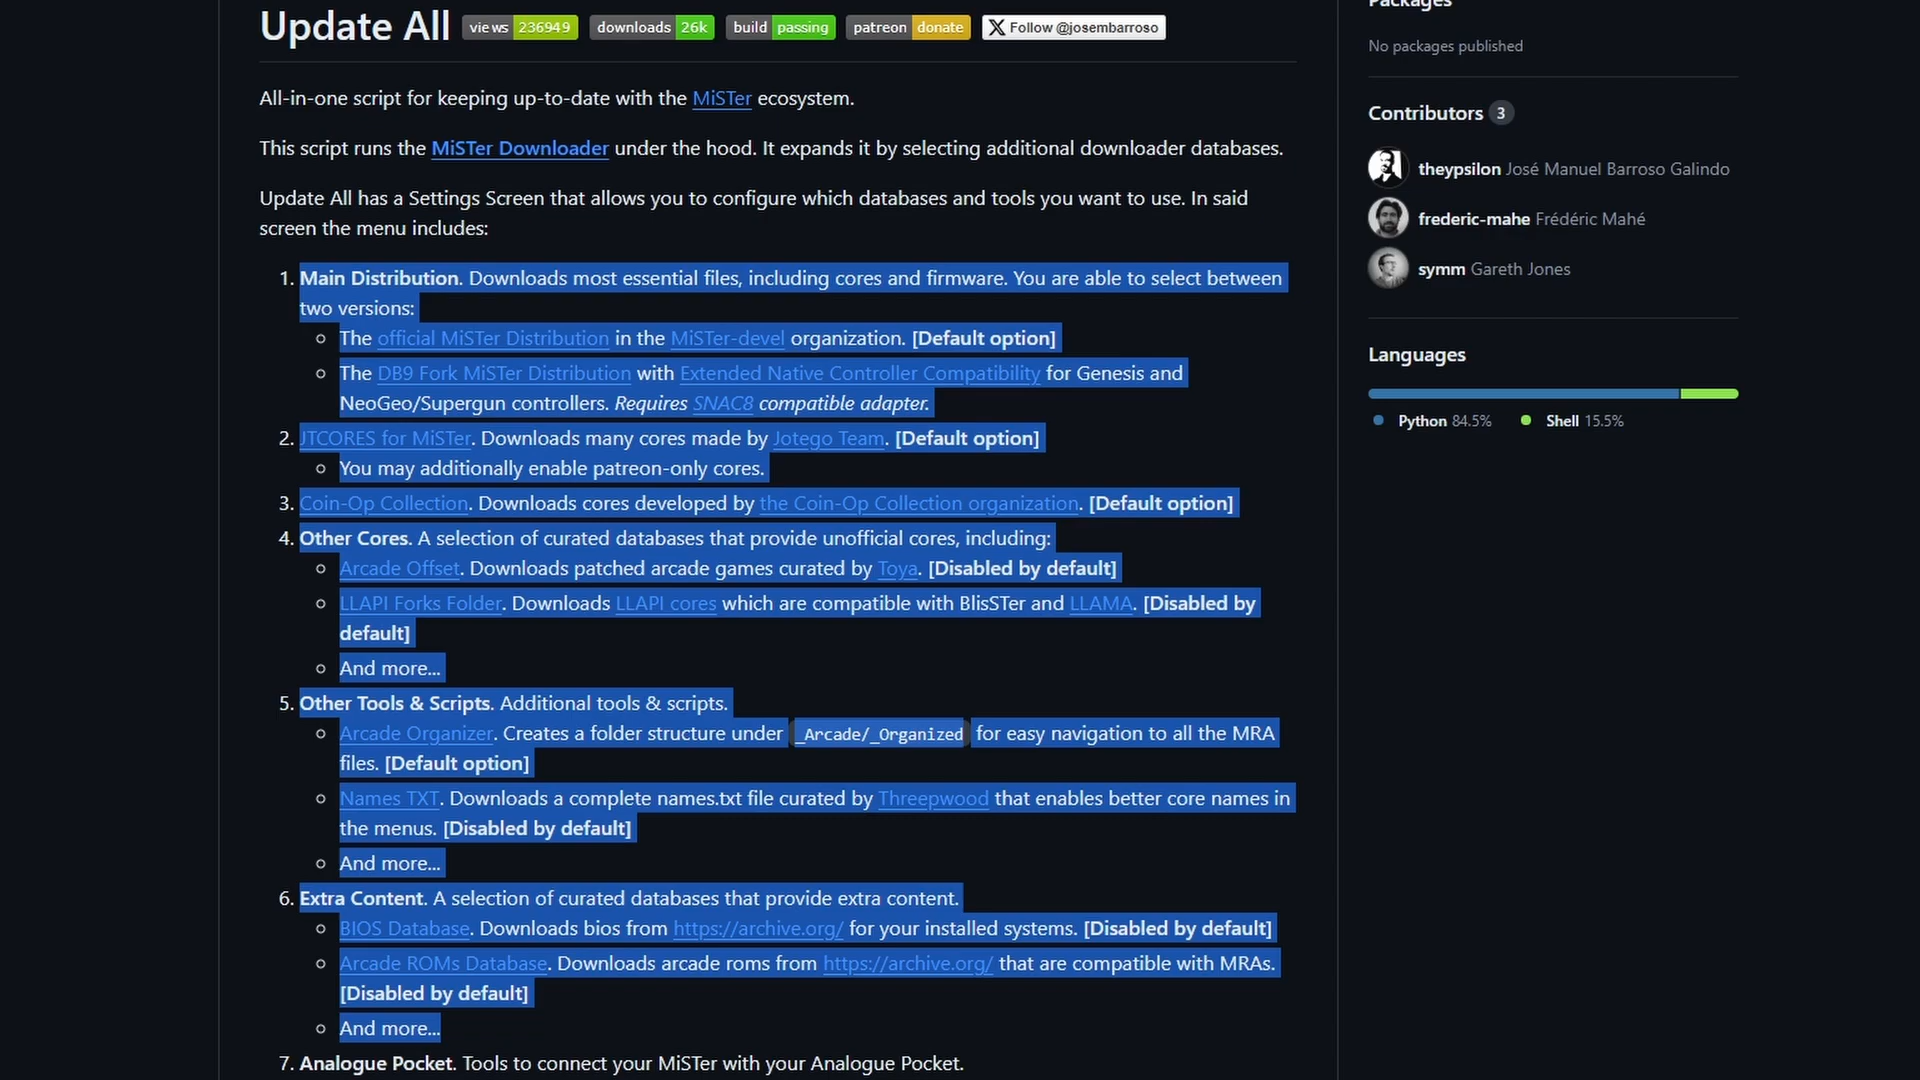 Packages
Update All
views 236949
downloads 26k
build passing
patreon donate
Follow @josembarroso
No packages published
All-in-one script for keeping up-to-date with the MiSTer ecosystem.
Contributors 3
This script runs the MiSTer Downloader under the hood. It expands it by selecting additional downloader databases.
theypsilon José Manuel Barroso Galindo
Update All has a Settings Screen that allows you to configure which databases and tools you want to use. In said
screen the menu includes:
frederic-mahe Frédéric Mahé
symm Gareth Jones
1. Main Distribution. Downloads most essential files, including cores and firmware. You are able to select between
two versions:
The official MiSTer Distribution in the MiSTer-devel organization. [Default option]
Languages
The DB9 Fork MiSTer Distribution with Extended Native Controller Compatibility for Genesis and
NeoGeo/Supergun controllers. Requires SNAC8 compatible adapter.
Python 84.5%
Shell 15.5%
2. JTCORES for MiSTer. Downloads many cores made by Jotego Team. [Default option]
You may additionally enable patreon-only cores.
3. Coin-Op Collection. Downloads cores developed by the Coin-Op Collection organization. [Default option]
4. Other Cores. A selection of curated databases that provide unofficial cores, including:
Arcade Offset. Downloads patched arcade games curated by Toya. [Disabled by default]
LLAPI Forks Folder. Downloads LLAPI cores which are compatible with BlisSTer and LLAMA. [Disabled by
default]
And more...
5. Other Tools & Scripts. Additional tools & scripts.
Arcade Organizer. Creates a folder structure under _Arcade/_Organized for easy navigation to all the MRA
files. [Default option]
Names TXT. Downloads a complete names.txt file curated by Threepwood that enables better core names in
the menus. [Disabled by default]
And more...
6. Extra Content. A selection of curated databases that provide extra content.
BIOS Database. Downloads bios from https://archive.org/ for your installed systems. [Disabled by default]
Arcade ROMs Database. Downloads arcade roms from https://archive.org/ that are compatible with MRAs.
[Disabled by default]
And more...
7. Analogue Pocket. Tools to connect your MiSTer with your Analogue Pocket.